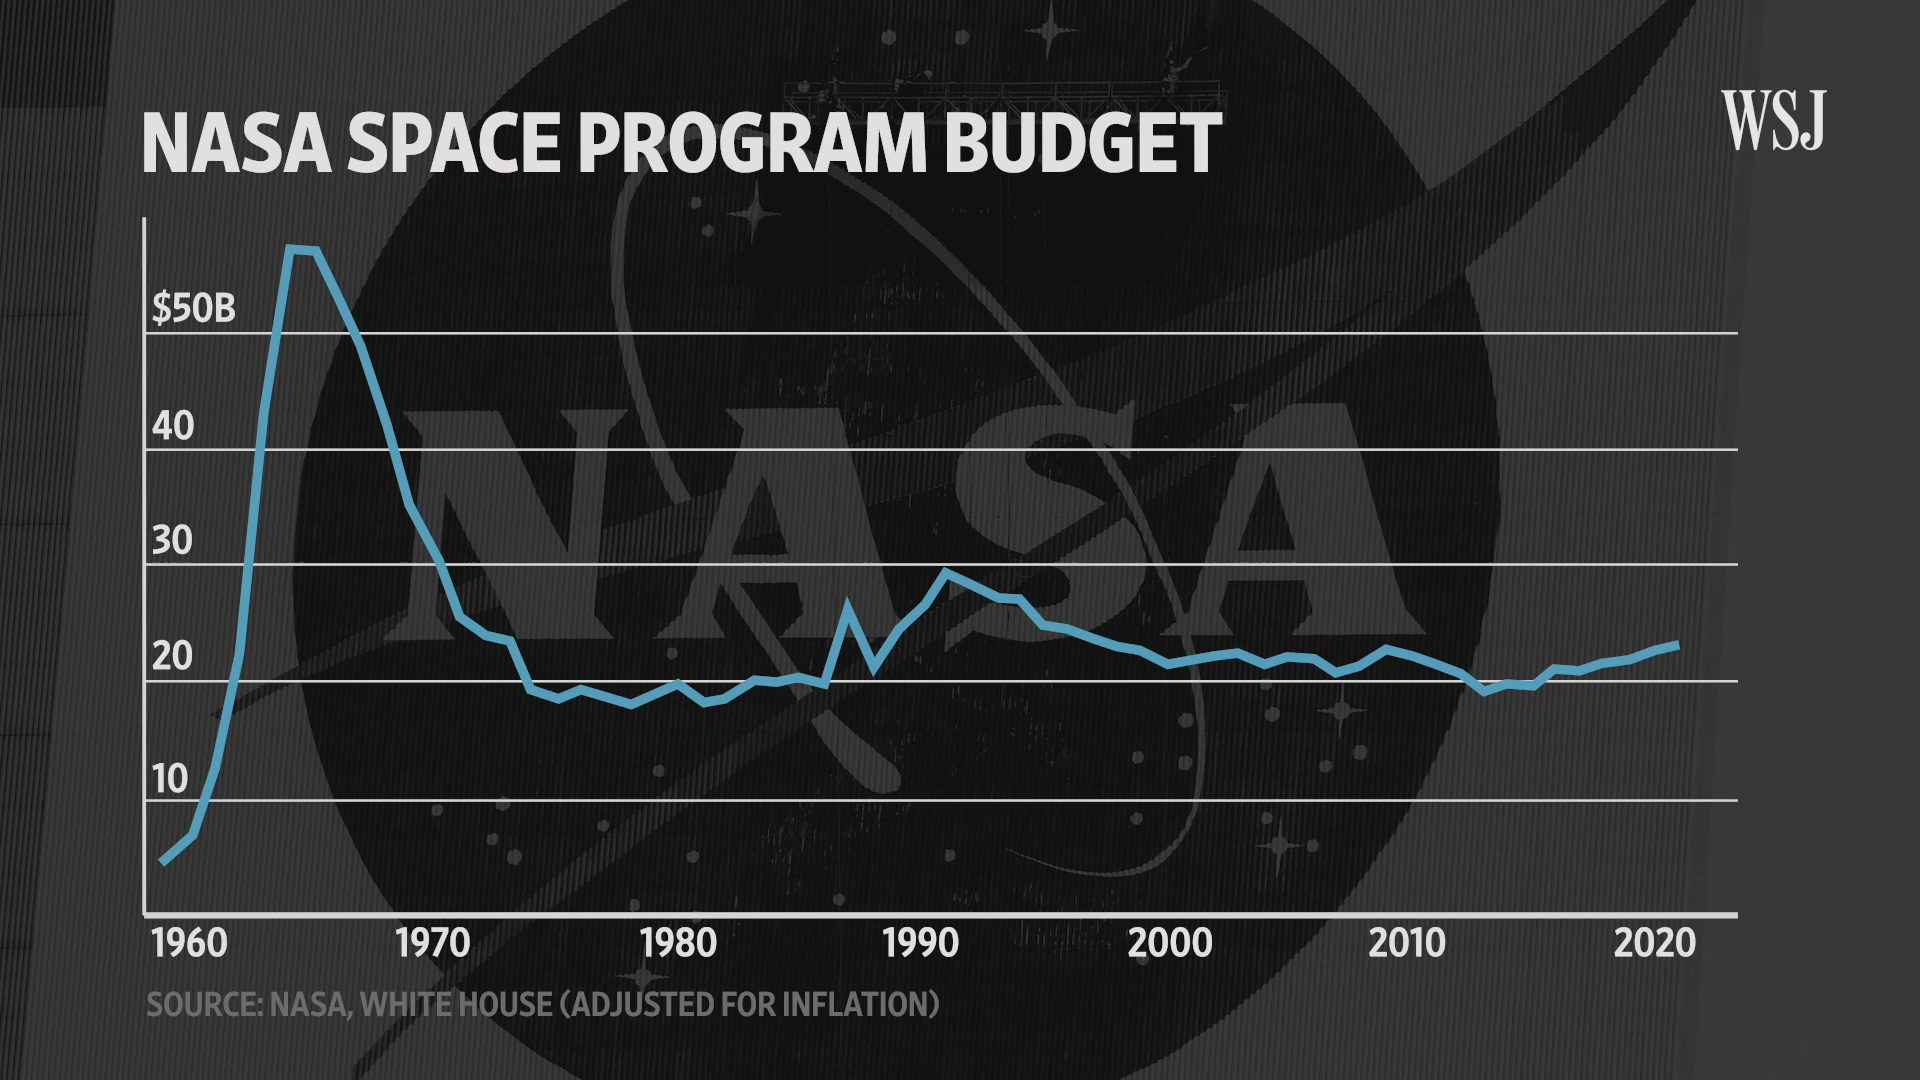 NASA SPACE PROGRAM BUDGET
WSJ
$50B
40
30
20
10
NASA
1960 1970 1980 1990 2000 2010 2020
SOURCE: NASA, WHITE HOUSE (ADJUSTED FOR INFLATION)